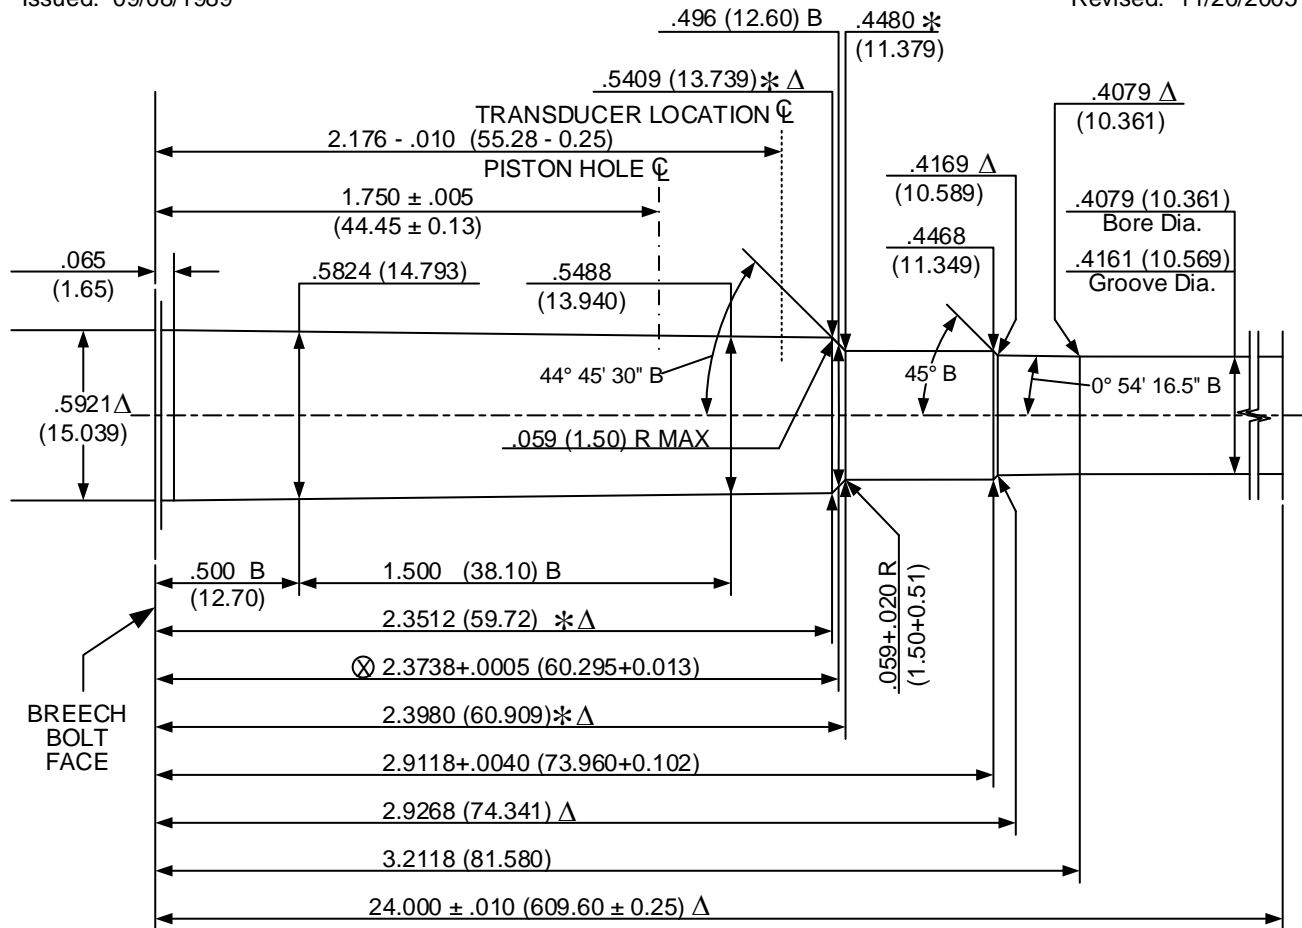 Issued: 09/08/1989
Revised: 11/20/2005
.496 (12.60) B
.4480 ✻
(11.379)
.5409 (13.739)✻ Δ
.4079 Δ
(10.361)
TRANSDUCER LOCATION ℄
2.176 - .010 (55.28 - 0.25)
PISTON HOLE ℄
.4169 Δ
(10.589)
1.750 ± .005
(44.45 ± 0.13)
.4079 (10.361)
Bore Dia.
.4468
(11.349)
.065
(1.65)
.5824 (14.793)
.5488
(13.940)
.4161 (10.569)
Groove Dia.
44° 45' 30" B
45° B
0° 54' 16.5" B
.5921Δ
(15.039)
.059 (1.50) R MAX
.500 B
(12.70)
1.500 (38.10) B
.059+.020 R
(1.50+0.51)
2.3512 (59.72) ✻Δ
⊗ 2.3738+.0005 (60.295+0.013)
2.3980 (60.909)✻Δ
BREECH
BOLT
FACE
2.9118+.0040 (73.960+0.102)
2.9268 (74.341) Δ
3.2118 (81.580)
24.000 ± .010 (609.60 ± 0.25) Δ